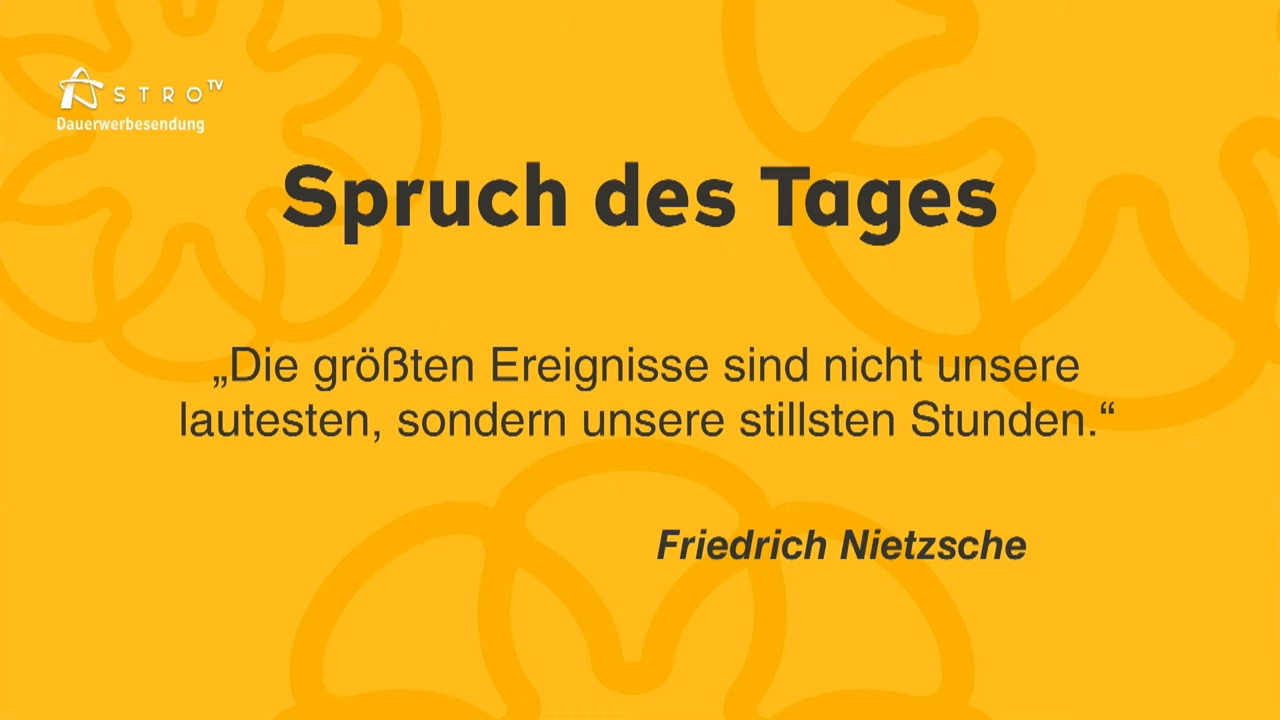 ASTRO TV
Dauerwerbesendung
Spruch des Tages
„Die größten Ereignisse sind nicht unsere
lautesten, sondern unsere stillsten Stunden.“
Friedrich Nietzsche